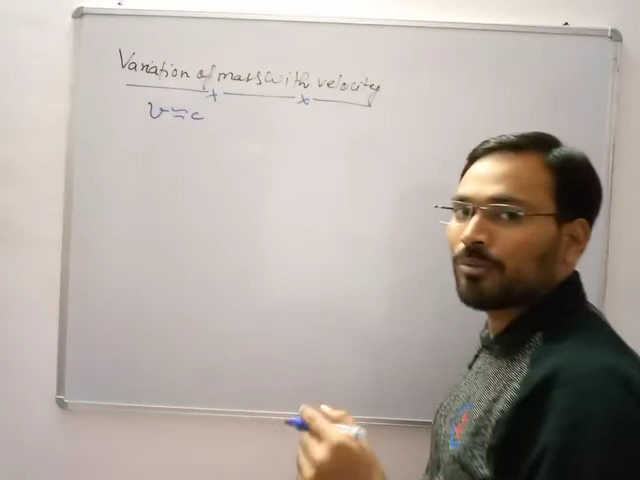 Variation of mass with velocity
v ≃ c